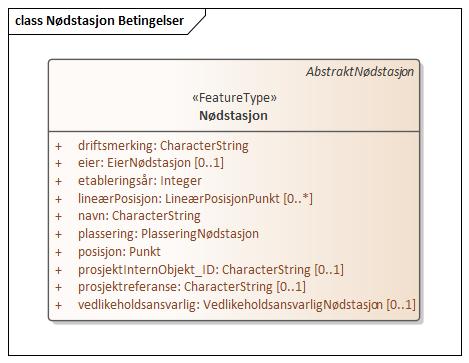 class Nødstasjon Betingelser
AbstraktNødstasjon
«FeatureType»
Nødstasjon
+ driftsmerking: CharacterString
+ eier: EierNødstasjon [0..1]
+ etableringsår: Integer
+ lineærPosisjon: LineærPosisjonPunkt [0..*]
+ navn: CharacterString
+ plassering: PlasseringNødstasjon
+ posisjon: Punkt
+ prosjektInternObjekt_ID: CharacterString [0..1]
+ prosjektreferanse: CharacterString [0..1]
+ vedlikeholdsansvarlig: VedlikeholdsansvarligNødstasjon [0..1]